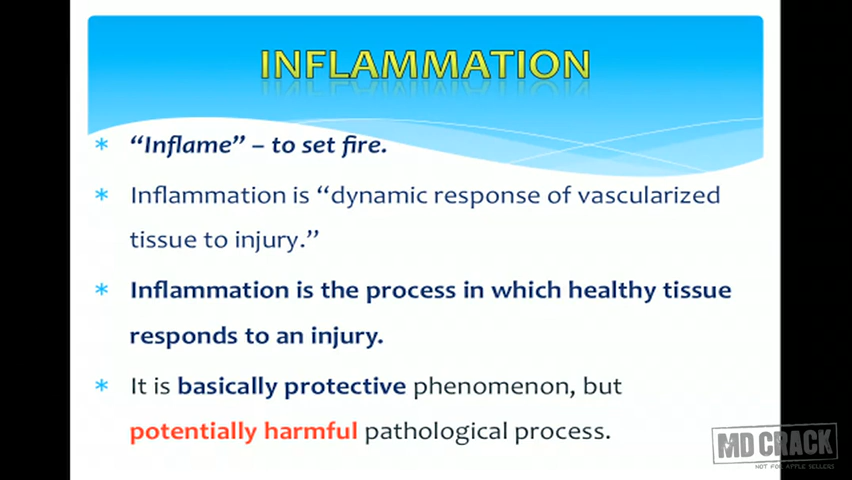 INFLAMMATION
* “Inflame” – to set fire.
* Inflammation is “dynamic response of vascularized
tissue to injury.”
* Inflammation is the process in which healthy tissue
responds to an injury.
* It is basically protective phenomenon, but
potentially harmful pathological process.
MD CRACK
NOT FOR APPLE SELLERS